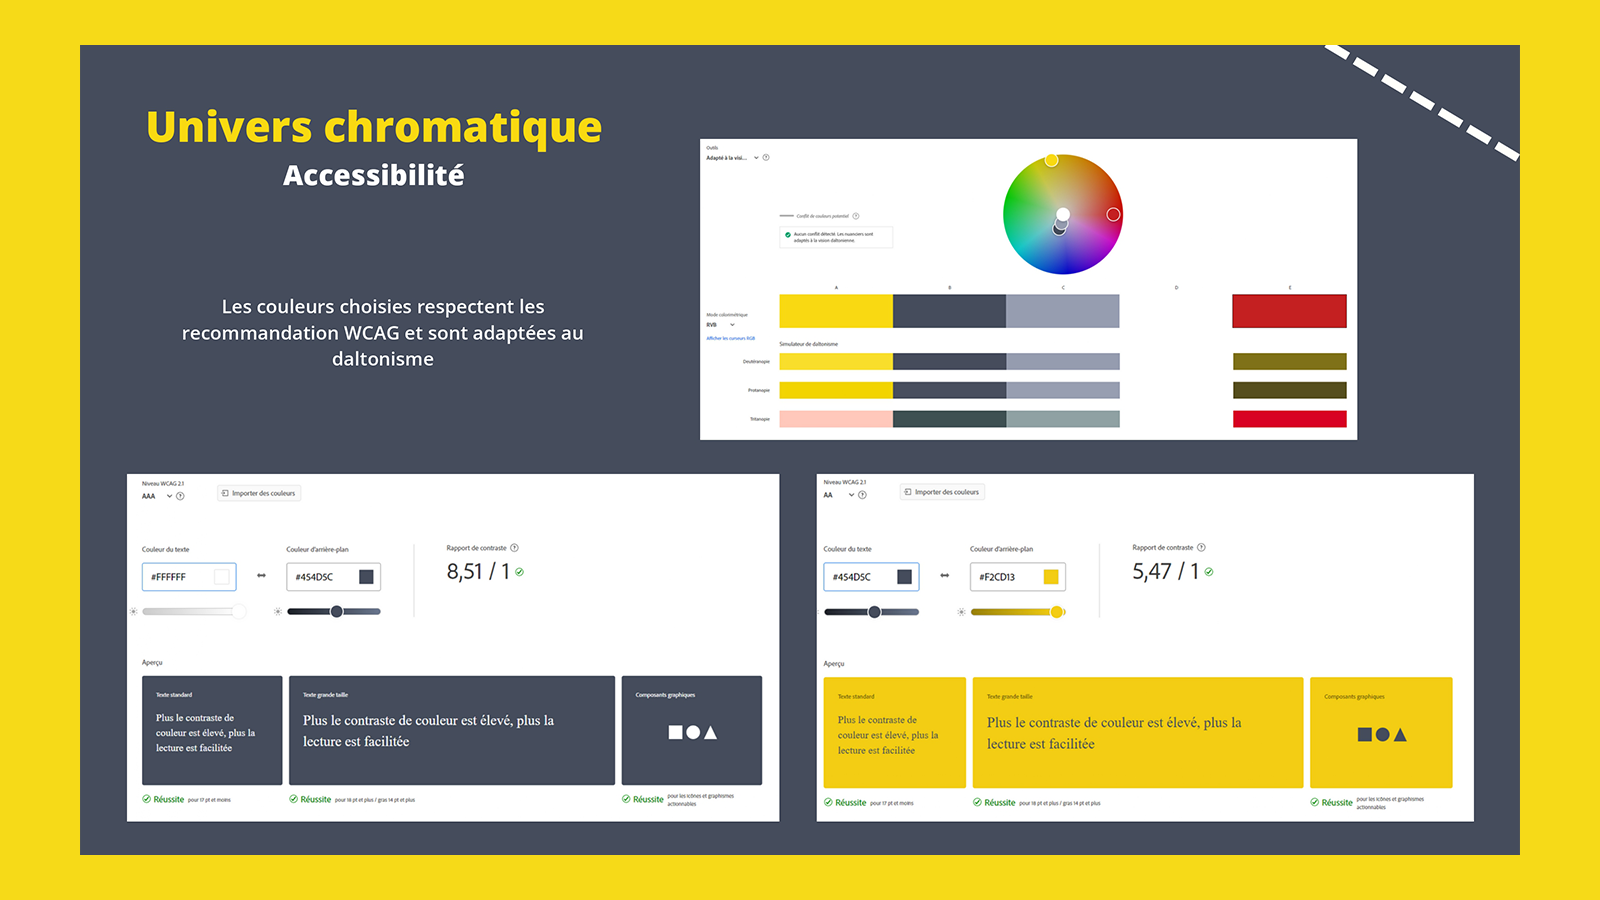 Univers chromatique
Accessibilité
Les couleurs choisies respectent les
recommandation WCAG et sont adaptées au
daltonisme
Outils
Adapté à la visi...
Conflit de couleurs potentiel
Aucun conflit détecté. Les nuanciers sont
adaptés à la vision daltonienne.
A B C D E
Mode colorimétrique
RVB
Afficher les curseurs RGB
Simulateur de daltonisme
Deutéranopie
Protanopie
Tritanopie
Niveau WCAG 2.1
AAA
Importer des couleurs
Couleur du texte
Couleur d'arrière-plan
Rapport de contraste
#FFFFFF
#454D5C
8,51 / 1
Aperçu
Texte standard
Plus le contraste de
couleur est élevé, plus la
lecture est facilitée
Texte grande taille
Plus le contraste de couleur est élevé, plus la
lecture est facilitée
Composants graphiques
Réussite pour 17 pt et moins
Réussite pour 18 pt et plus / gras 14 pt et plus
Réussite pour les icônes et graphismes
actionnables
Niveau WCAG 2.1
AA
Importer des couleurs
Couleur du texte
Couleur d'arrière-plan
Rapport de contraste
#454D5C
#F2CD13
5,47 / 1
Aperçu
Texte standard
Plus le contraste de
couleur est élevé, plus la
lecture est facilitée
Texte grande taille
Plus le contraste de couleur est élevé, plus la
lecture est facilitée
Composants graphiques
Réussite pour 17 pt et moins
Réussite pour 18 pt et plus / gras 14 pt et plus
Réussite pour les icônes et graphismes
actionnables